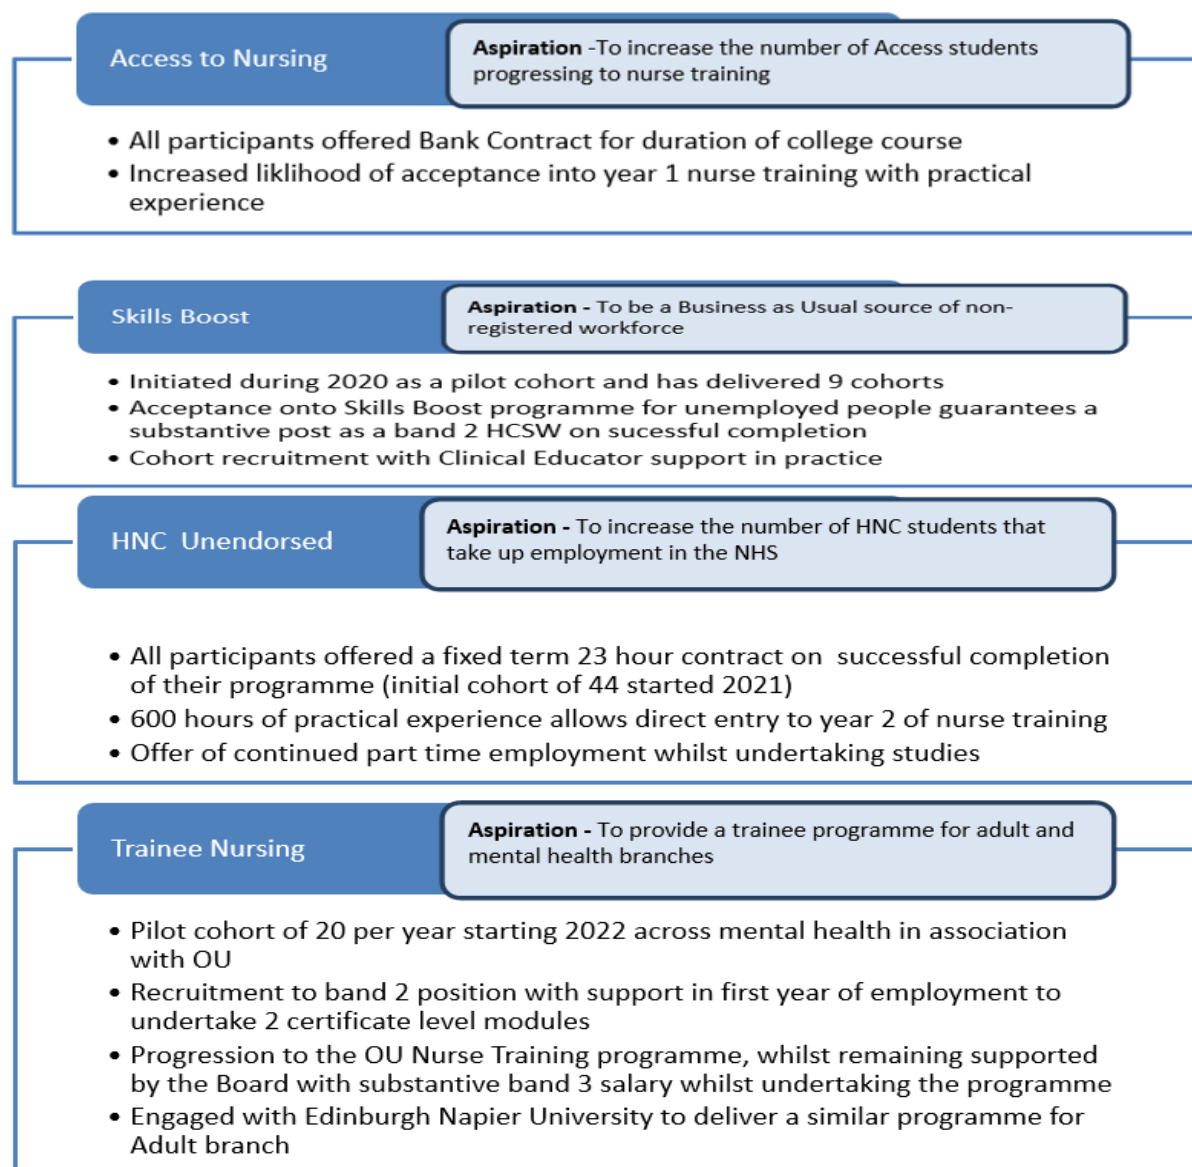 Access to Nursing
Aspiration -To increase the number of Access students
progressing to nurse training
• All participants offered Bank Contract for duration of college course
• Increased liklihood of acceptance into year 1 nurse training with practical
experience
Skills Boost
Aspiration - To be a Business as Usual source of non-
registered workforce
• Initiated during 2020 as a pilot cohort and has delivered 9 cohorts
• Acceptance onto Skills Boost programme for unemployed people guarantees a
substantive post as a band 2 HCSW on sucessful completion
• Cohort recruitment with Clinical Educator support in practice
HNC Unendorsed
Aspiration - To increase the number of HNC students that
take up employment in the NHS
• All participants offered a fixed term 23 hour contract on successful completion
of their programme (initial cohort of 44 started 2021)
• 600 hours of practical experience allows direct entry to year 2 of nurse training
• Offer of continued part time employment whilst undertaking studies
Trainee Nursing
Aspiration - To provide a trainee programme for adult and
mental health branches
• Pilot cohort of 20 per year starting 2022 across mental health in association
with OU
• Recruitment to band 2 position with support in first year of employment to
undertake 2 certificate level modules
• Progression to the OU Nurse Training programme, whilst remaining supported
by the Board with substantive band 3 salary whilst undertaking the programme
• Engaged with Edinburgh Napier University to deliver a similar programme for
Adult branch